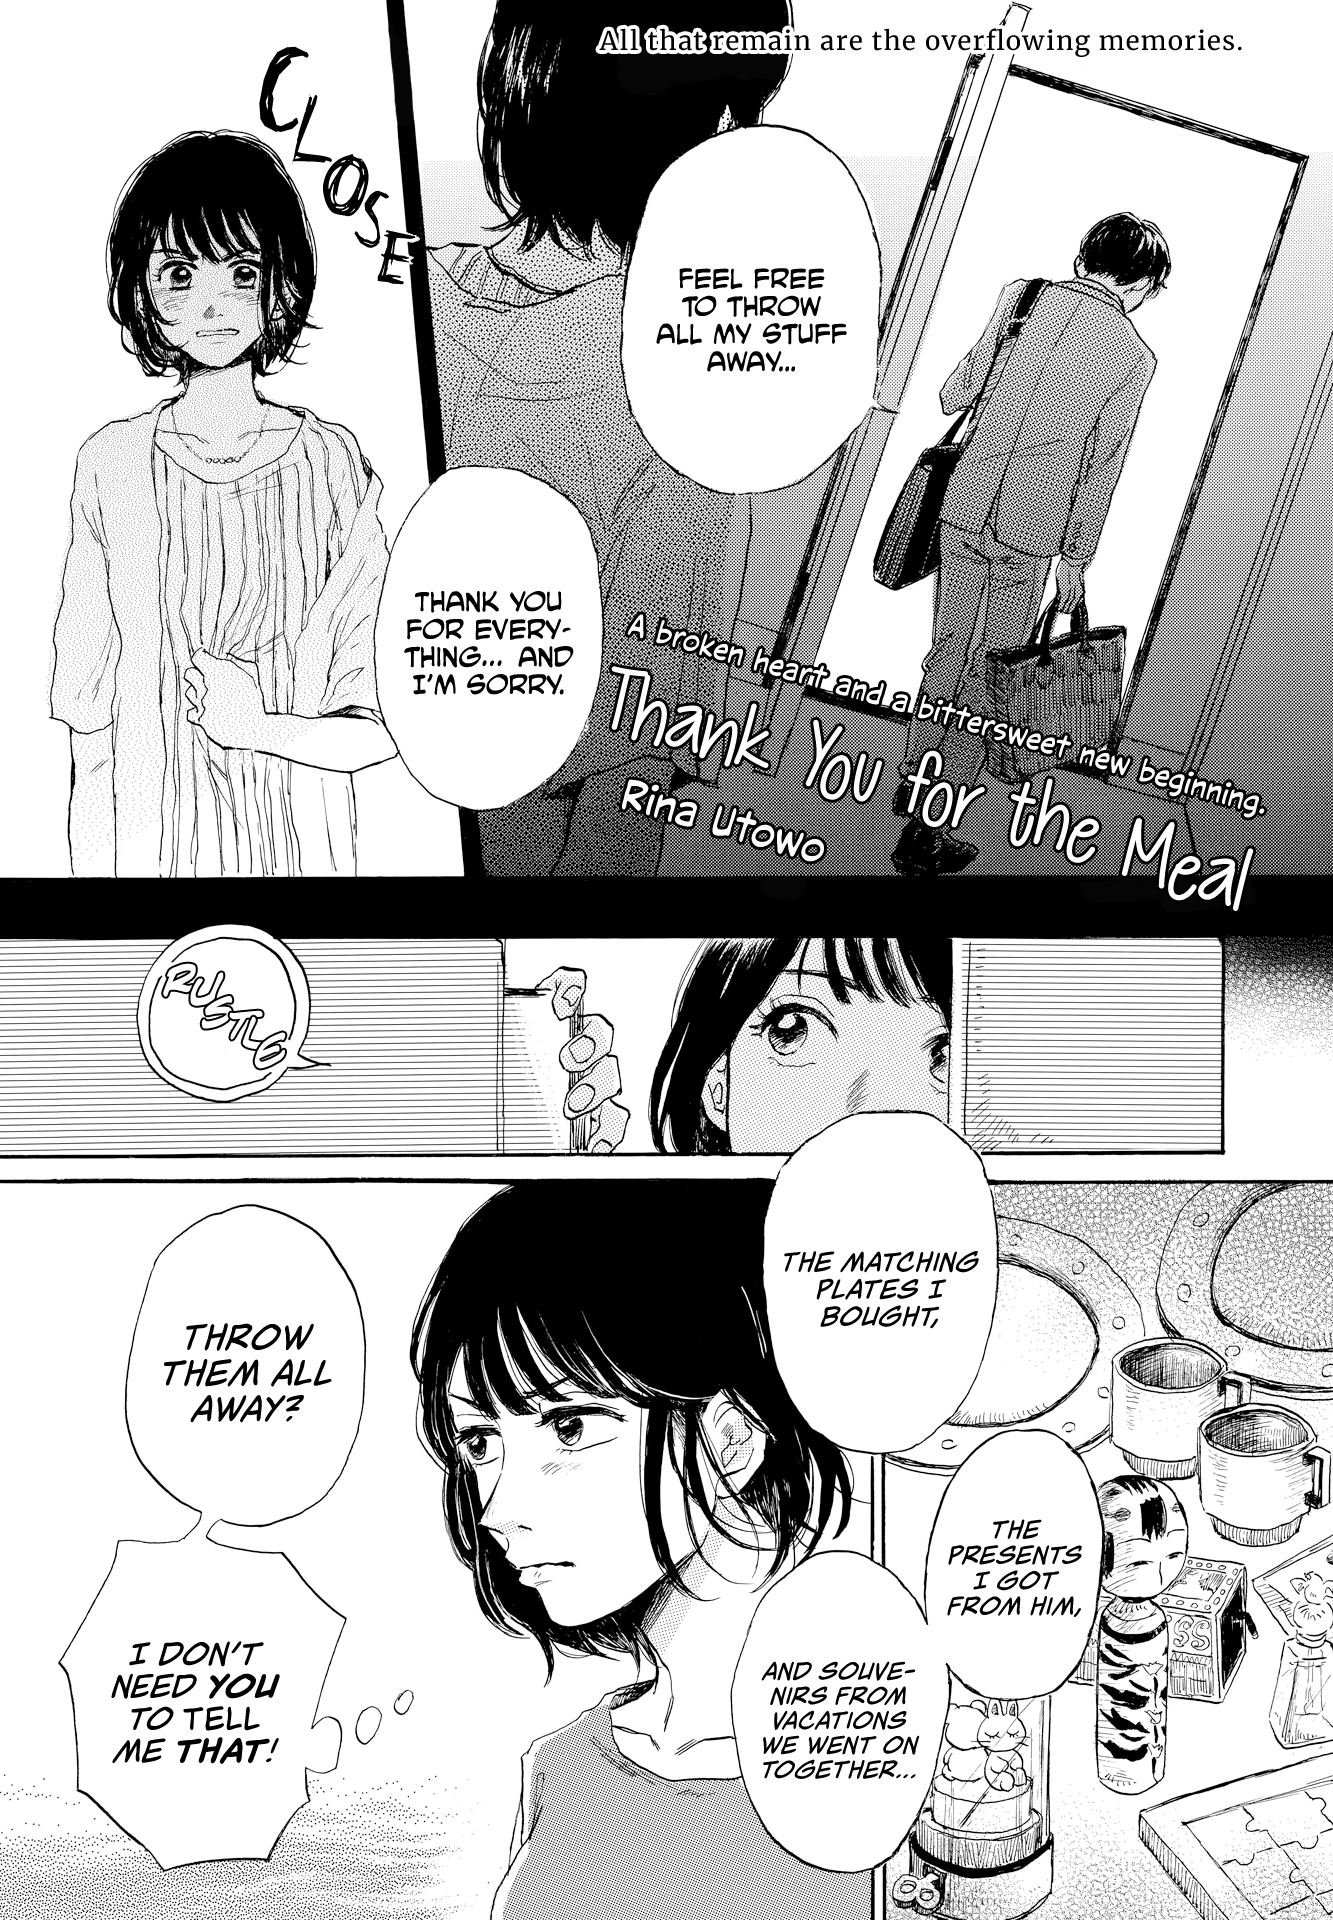 All that remain are the overflowing memories.
FEEL FREE
TO THROW
ALL MY STUFF
AWAY...
THANK YOU
FOR EVERY-
THING... AND
I'M SORRY.
CLOSE
A broken heart and a bittersweet new beginning.
Thank You for the Meal
Rina Utowo
RUSTLE
THE MATCHING
PLATES I
BOUGHT,
THE
PRESENTS
I GOT
FROM HIM,
AND SOUVE-
NIRS FROM
VACATIONS
WE WENT ON
TOGETHER...
THROW
THEM ALL
AWAY?
I DON'T
NEED YOU
TO TELL
ME THAT!